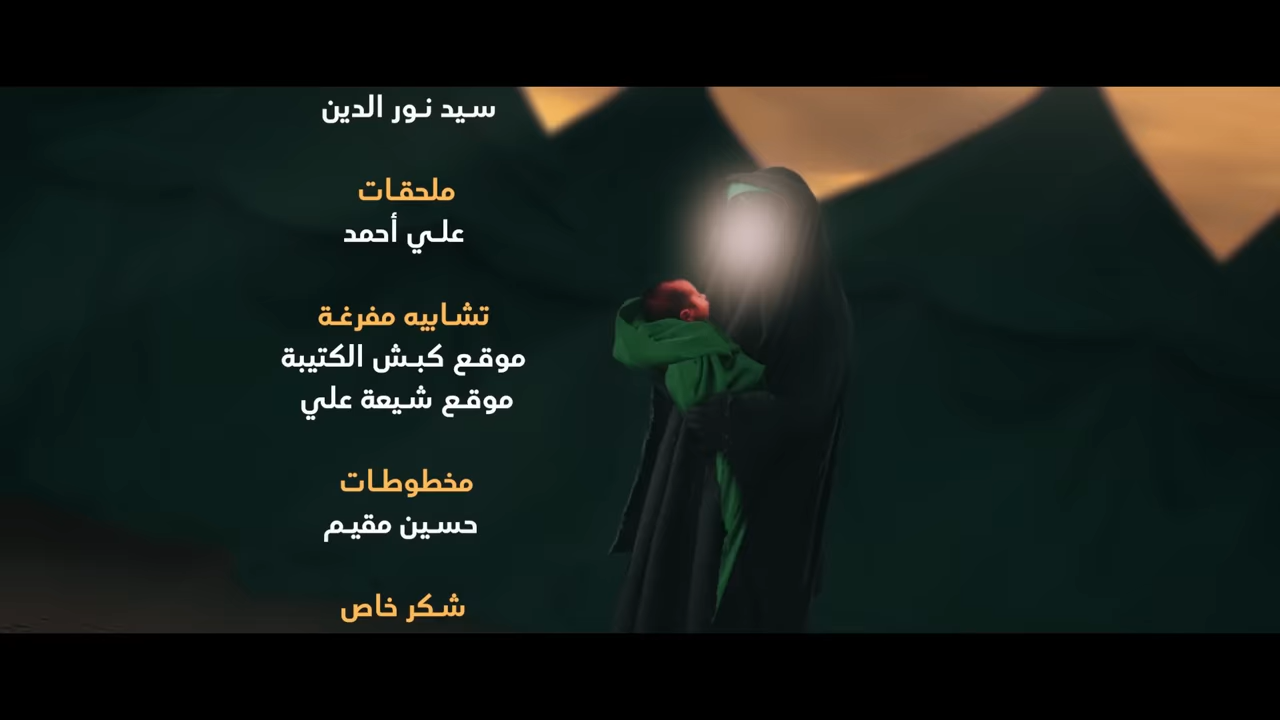 سيد نور الدين
ملحقات
علي أحمد
تشابيه مفرغة
موقع كبش الكتيبة
موقع شيعة علي
مخطوطات
حسين مقيم
شكر خاص